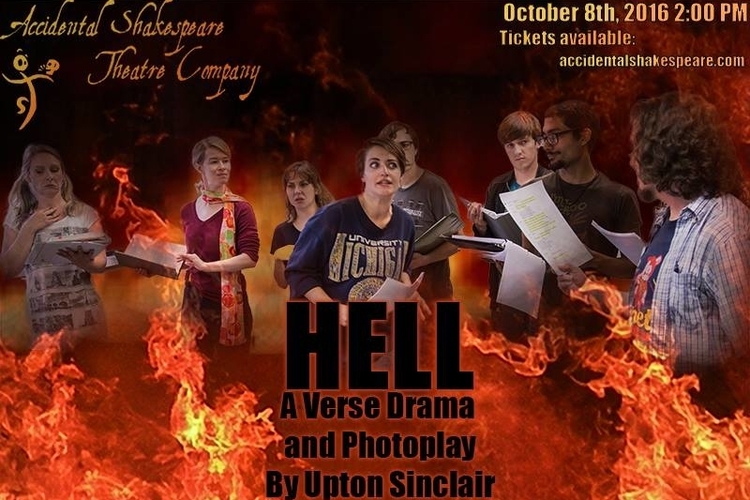 Accidental Shakespeare
Theatre Company
October 8th, 2016 2:00 PM
Tickets available:
accidentalshakespeare.com
UNIVERSITY
MICHIGAN
HELL
A Verse Drama
and Photoplay
By Upton Sinclair